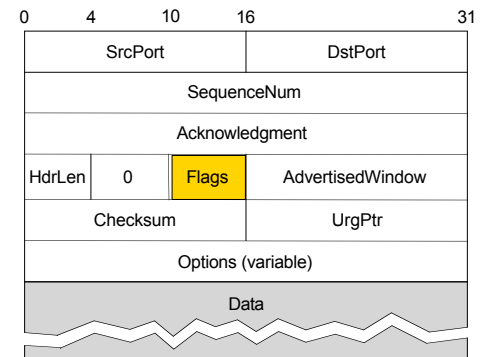 0 4 10 16 31
SrcPort DstPort
SequenceNum
Acknowledgment
HdrLen 0 Flags AdvertisedWindow
Checksum UrgPtr
Options (variable)
Data